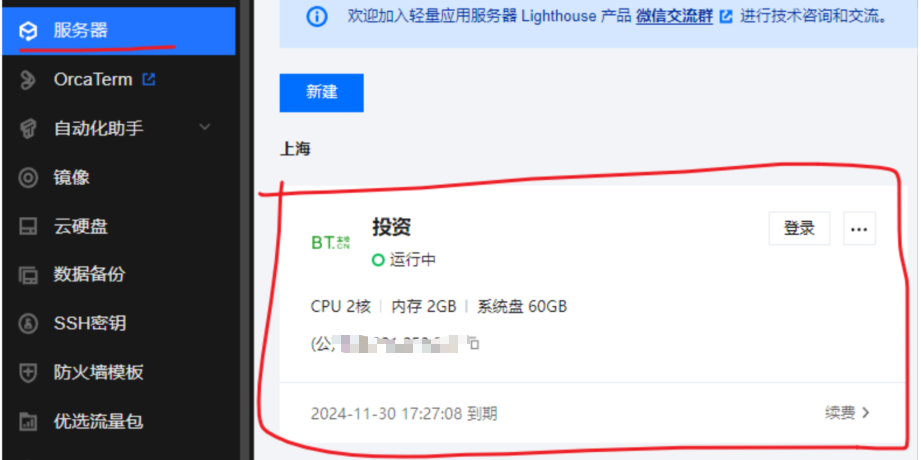 服务器
OrcaTerm
自动化助手
镜像
云硬盘
数据备份
SSH密钥
防火墙模板
优选流量包
欢迎加入轻量应用服务器 Lighthouse 产品 微信交流群 进行技术咨询和交流。
新建
上海
BT.宝塔.CN
投资
登录 ...
运行中
CPU 2核 | 内存 2GB | 系统盘 60GB
(公)
2024-11-30 17:27:08 到期
续费 >